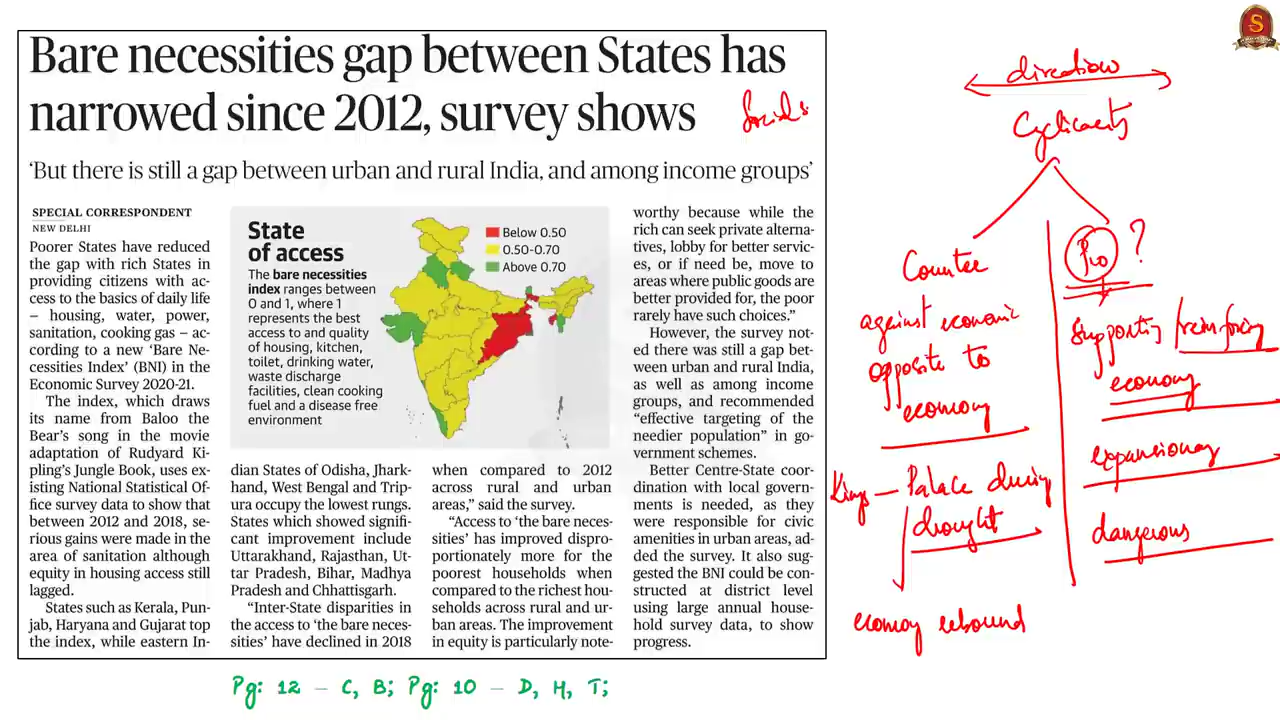 Bare necessities gap between States has
narrowed since 2012, survey shows
'But there is still a gap between urban and rural India, and among income groups'
SPECIAL CORRESPONDENT
NEW DELHI
Poorer States have reduced
the gap with rich States in
providing citizens with ac-
cess to the basics of daily life
– housing, water, power,
sanitation, cooking gas – ac-
cording to a new 'Bare Ne-
cessities Index' (BNI) in the
Economic Survey 2020-21.
The index, which draws
its name from Baloo the
Bear's song in the movie
adaptation of Rudyard Ki-
pling's Jungle Book, uses ex-
isting National Statistical Of-
fice survey data to show that
between 2012 and 2018, se-
rious gains were made in the
area of sanitation although
equity in housing access still
lagged.
States such as Kerala, Pun-
jab, Haryana and Gujarat top
the index, while eastern In-
State
of access
The bare necessities
index ranges between
0 and 1, where 1
represents the best
access to and quality
of housing, kitchen,
toilet, drinking water,
waste discharge
facilities, clean cooking
fuel and a disease free
environment
Below 0.50
0.50-0.70
Above 0.70
dian States of Odisha, Jhark-
hand, West Bengal and Trip-
ura occupy the lowest rungs.
States which showed signifi-
cant improvement include
Uttarakhand, Rajasthan, Ut-
tar Pradesh, Bihar, Madhya
Pradesh and Chhattisgarh.
"Inter-State disparities in
the access to 'the bare neces-
sities' have declined in 2018
when compared to 2012
across rural and urban
areas," said the survey.
"Access to 'the bare neces-
sities' has improved dispro-
portionately more for the
poorest households when
compared to the richest hou-
seholds across rural and ur-
ban areas. The improvement
in equity is particularly note-
worthy because while the
rich can seek private alterna-
tives, lobby for better servic-
es, or if need be, move to
areas where public goods are
better provided for, the poor
rarely have such choices."
However, the survey not-
ed there was still a gap bet-
ween urban and rural India,
as well as among income
groups, and recommended
"effective targeting of the
needier population" in go-
vernment schemes.
Better Centre-State coor-
dination with local govern-
ments is needed, as they
were responsible for civic
amenities in urban areas, ad-
ded the survey. It also sug-
gested the BNI could be con-
structed at district level
using large annual house-
hold survey data, to show
progress.
direction
Counter
against economic
opposite to
economy
Kings – Palace during
drought
economy rebound
Pro ?
supporting/reinforcing
economy
expansionary
dangerous
Pg: 12 – C, B; Pg: 10 – D, H, T;
S